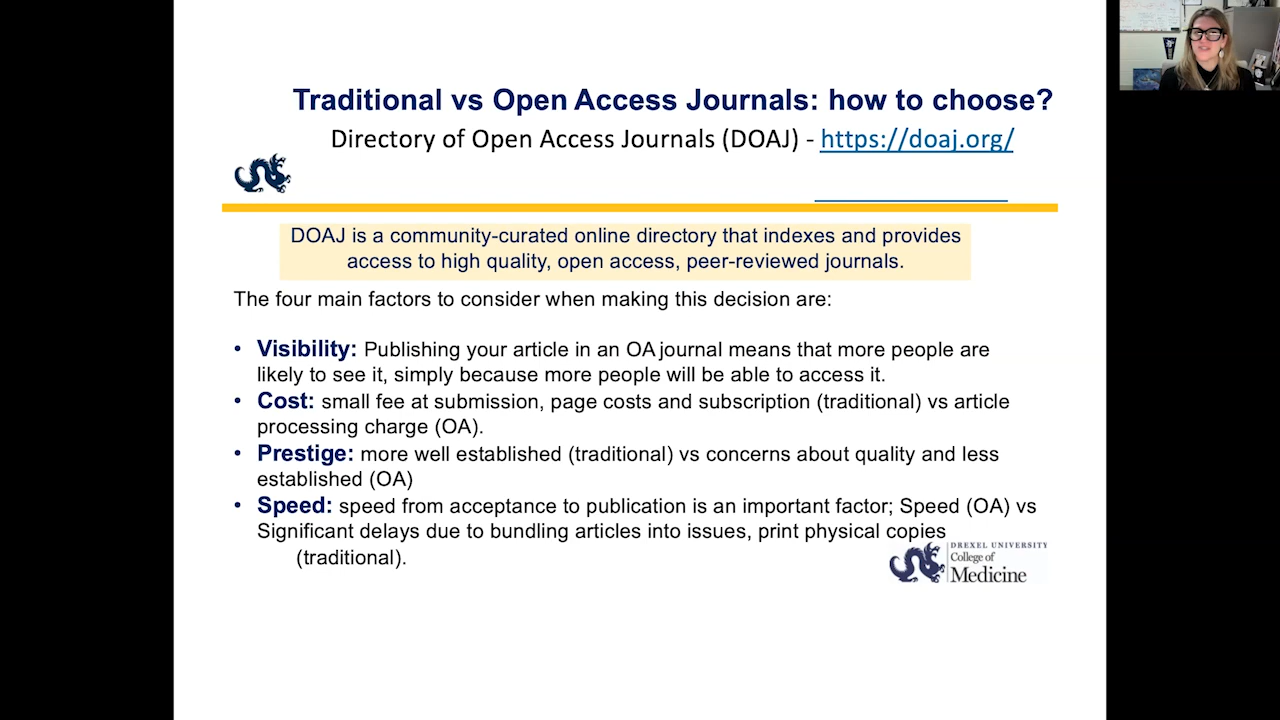 Traditional vs Open Access Journals: how to choose?
Directory of Open Access Journals (DOAJ) - https://doaj.org/
DOAJ is a community-curated online directory that indexes and provides
access to high quality, open access, peer-reviewed journals.
The four main factors to consider when making this decision are:
• Visibility: Publishing your article in an OA journal means that more people are
likely to see it, simply because more people will be able to access it.
• Cost: small fee at submission, page costs and subscription (traditional) vs article
processing charge (OA).
• Prestige: more well established (traditional) vs concerns about quality and less
established (OA)
• Speed: speed from acceptance to publication is an important factor; Speed (OA) vs
Significant delays due to bundling articles into issues, print physical copies
(traditional).
DREXEL UNIVERSITY
College of
Medicine